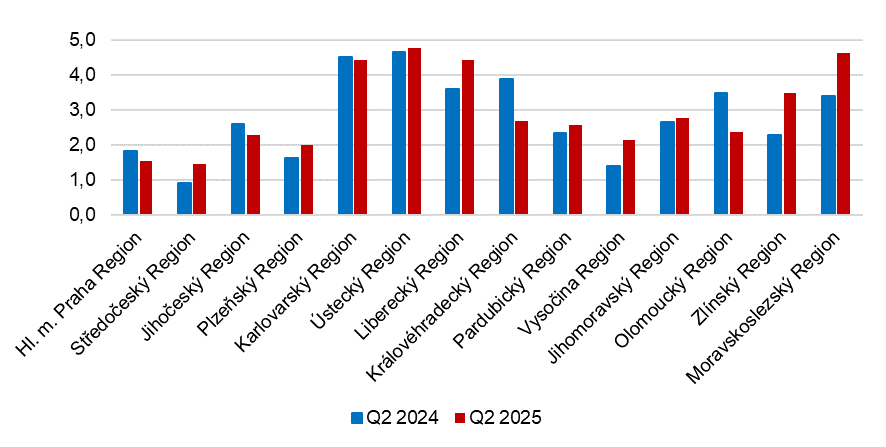 5,0
4,0
3,0
2,0
1,0
0,0
Hl. m. Praha Region
Středočeský Region
Jihočeský Region
Plzeňský Region
Karlovarský Region
Ústecký Region
Liberecký Region
Královéhradecký Region
Pardubický Region
Vysočina Region
Jihomoravský Region
Olomoucký Region
Zlínský Region
Moravskoslezský Region
Q2 2024
Q2 2025